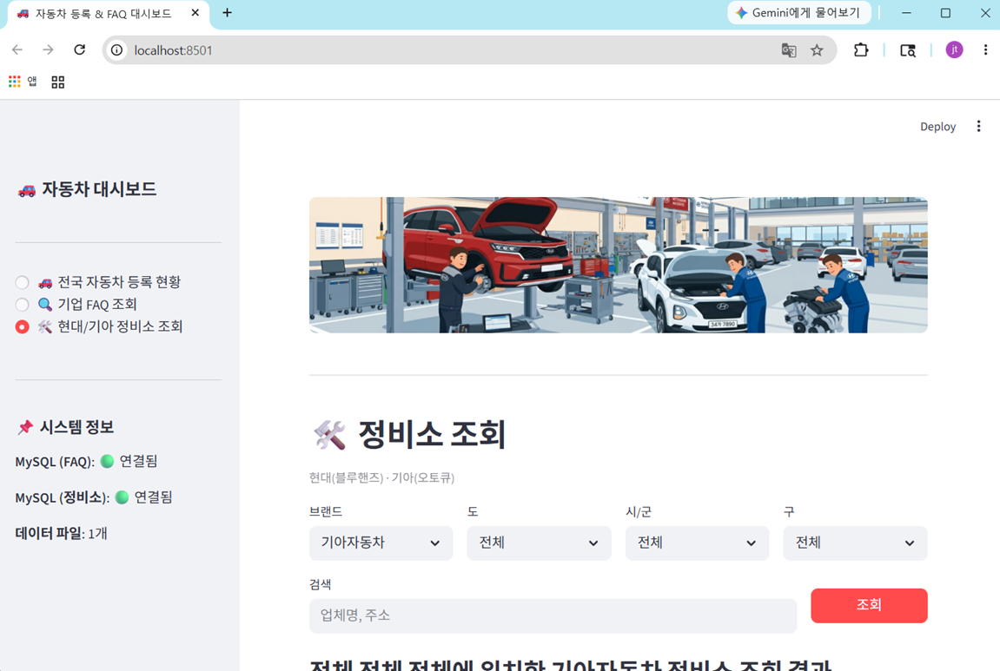 자동차 등록 & FAQ 대시보드
Gemini에게 물어보기
localhost:8501
jt
앱
Deploy
자동차 대시보드
전국 자동차 등록 현황
기업 FAQ 조회
현대/기아 정비소 조회
시스템 정보
MySQL (FAQ): 연결됨
MySQL (정비소): 연결됨
데이터 파일: 1개
34가 7890
정비소 조회
현대(블루핸즈) · 기아(오토큐)
브랜드 도 시/군 구
기아자동차 전체 전체 전체
검색
업체명, 주소
조회
전체 전체 전체에 위치한 기아자동차 정비소 조회 결과